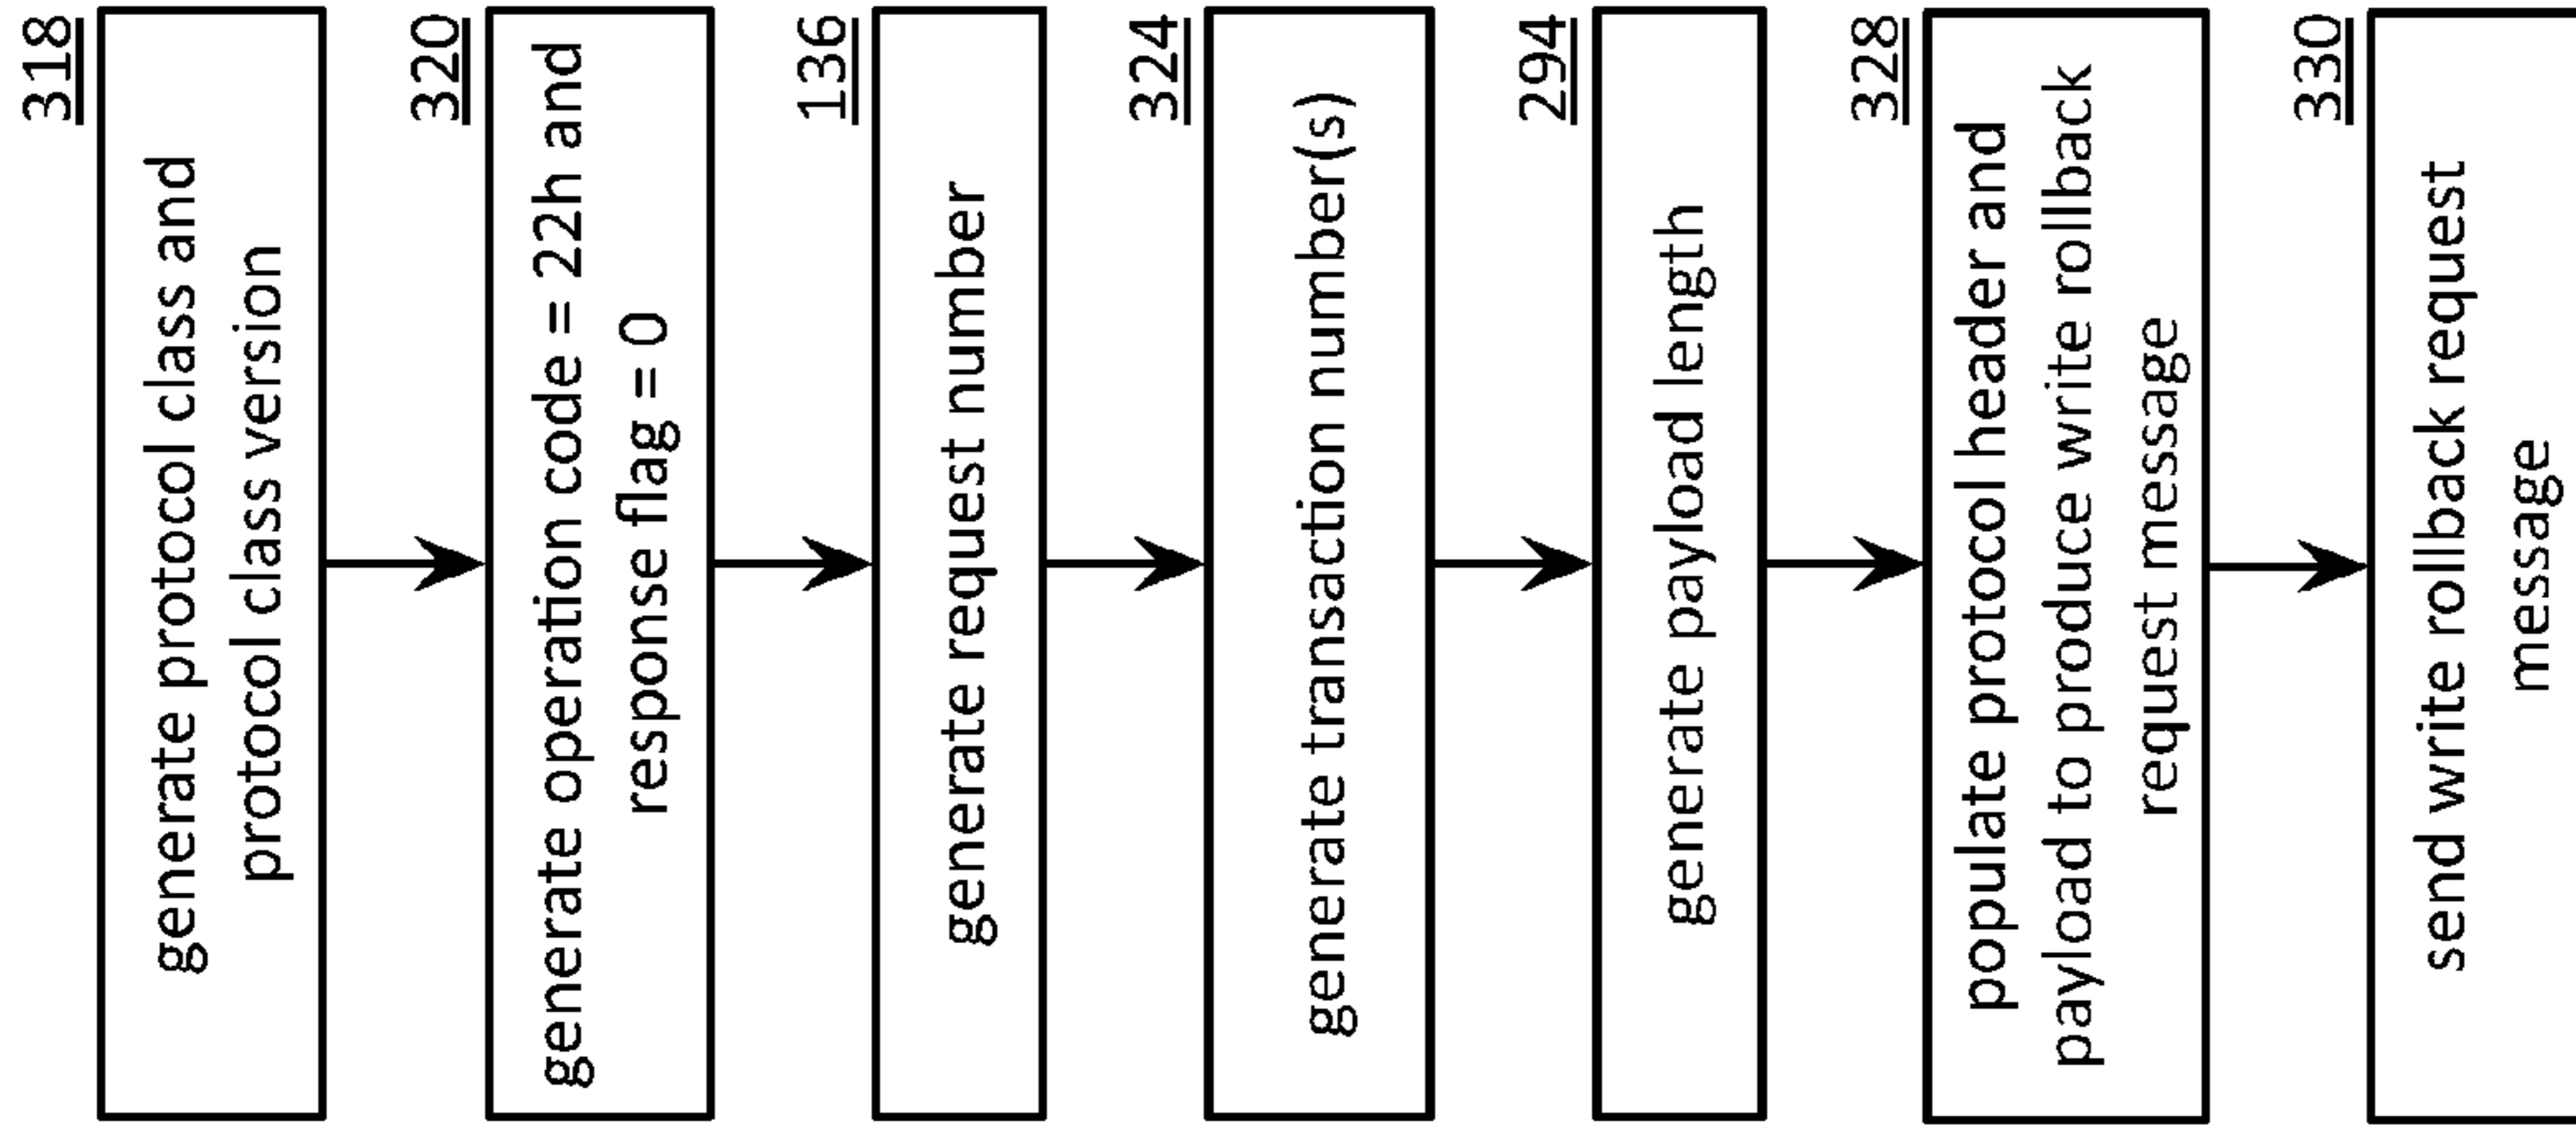 318
generate protocol class and
protocol class version
320
generate operation code = 22h and
response flag = 0
136
generate request number
324
generate transaction number(s)
294
generate payload length
328
populate protocol header and
payload to produce write rollback
request message
330
send write rollback request
message